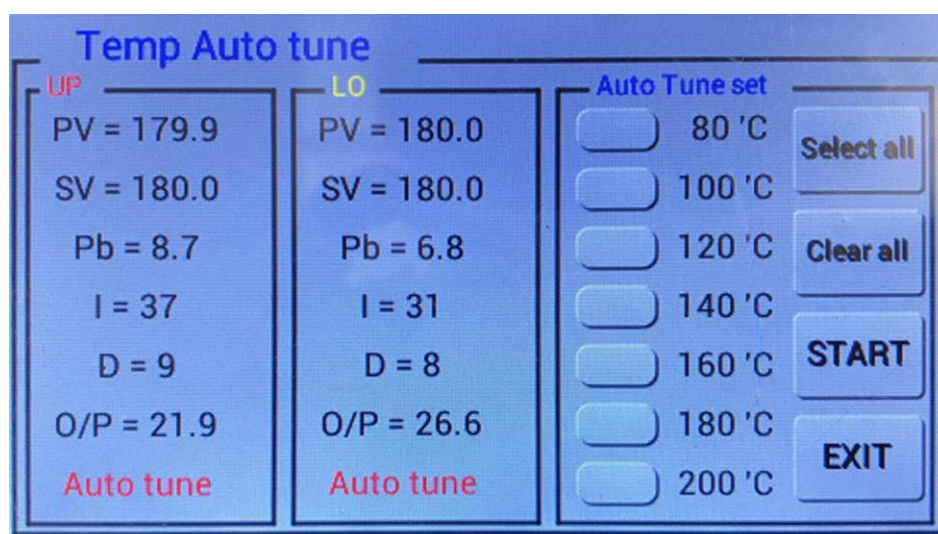 Temp Auto tune
UP
PV = 179.9
SV = 180.0
Pb = 8.7
I = 37
D = 9
O/P = 21.9
Auto tune
LO
PV = 180.0
SV = 180.0
Pb = 6.8
I = 31
D = 8
O/P = 26.6
Auto tune
Auto Tune set
80 'C
100 'C
120 'C
140 'C
160 'C
180 'C
200 'C
Select all
Clear all
START
EXIT